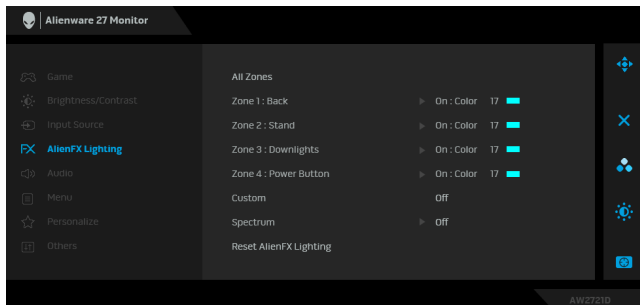 Alienware 27 Monitor
Game
Brightness/Contrast
Input Source
FX AlienFX Lighting
Audio
Menu
Personalize
Others
All Zones
Zone 1 : Back On : Color 17
Zone 2 : Stand On : Color 17
Zone 3 : Downlights On : Color 17
Zone 4 : Power Button On : Color 17
Custom Off
Spectrum Off
Reset AlienFX Lighting
AW2721D